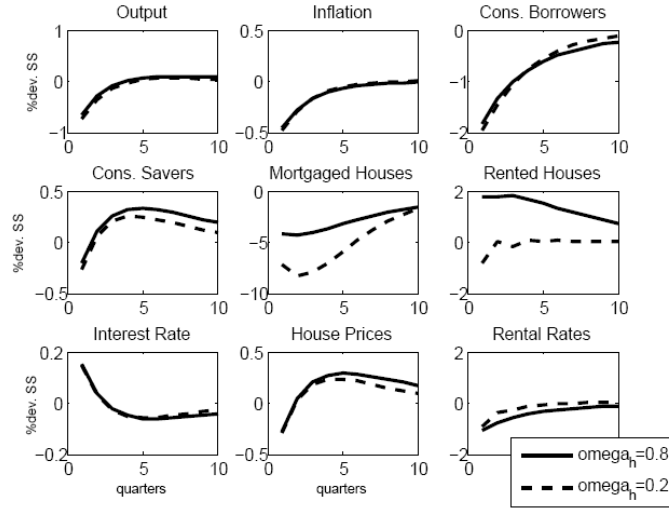 Output Inflation Cons. Borrowers
%dev. SS
1
0
-1
0 5 10
0.5
0
-0.5
0 5 10
0
-1
-2
0 5 10
Cons. Savers Mortgaged Houses Rented Houses
%dev. SS
0.5
0
-0.5
0 5 10
0
-5
-10
0 5 10
2
0
-2
0 5 10
Interest Rate House Prices Rental Rates
%dev. SS
0.2
0
-0.2
0 5 10
quarters
0.5
0
-0.5
0 5 10
quarters
2
0
-2
0
omega_h=0.8
omega_h=0.2